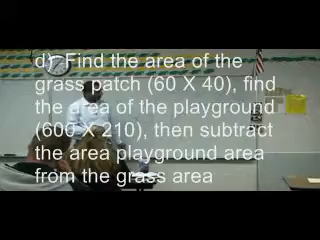 d). Find the area of the
grass patch (60 X 40), find
the area of the playground
(600 X 210), then subtract
the area playground area
from the grass area